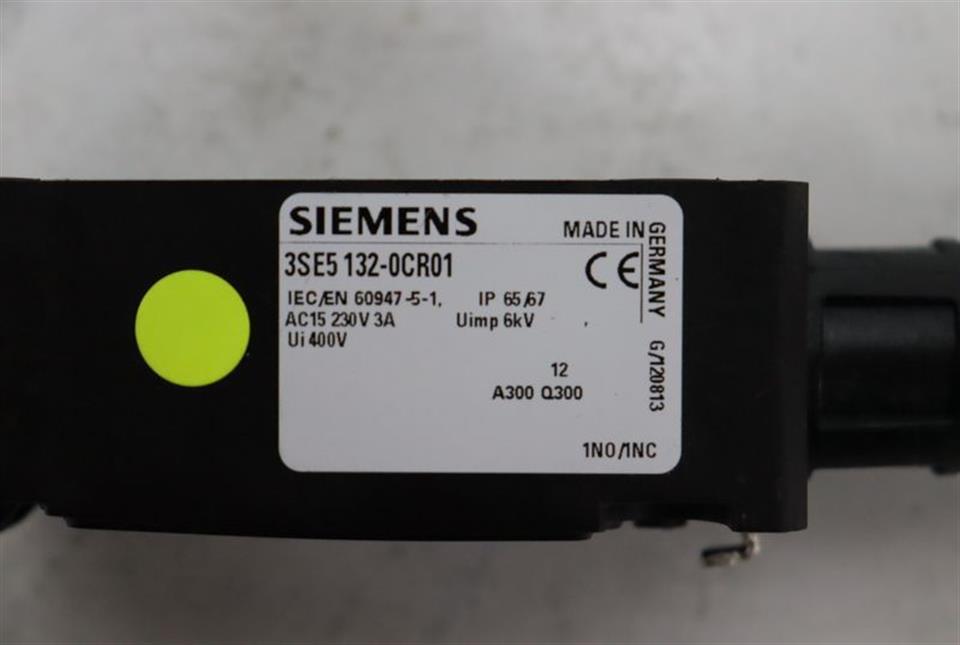 SIEMENS
MADE IN GERMANY
3SE5 132-0CR01
CE
IEC/EN 60947-5-1, IP 65/67
AC15 230V 3A Uimp 6kV
Ui 400V
G/120813
12
A300 Q300
1NO/1NC